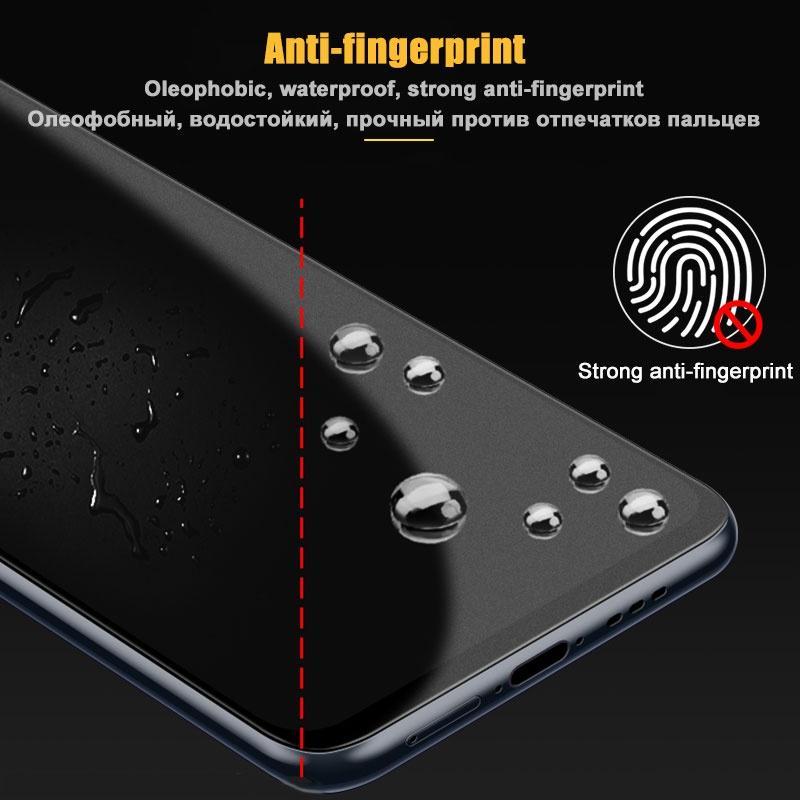 Anti-fingerprint
Oleophobic, waterproof, strong anti-fingerprint
Олеофобный, водостойкий, прочный против отпечатков пальцев
Strong anti-fingerprint